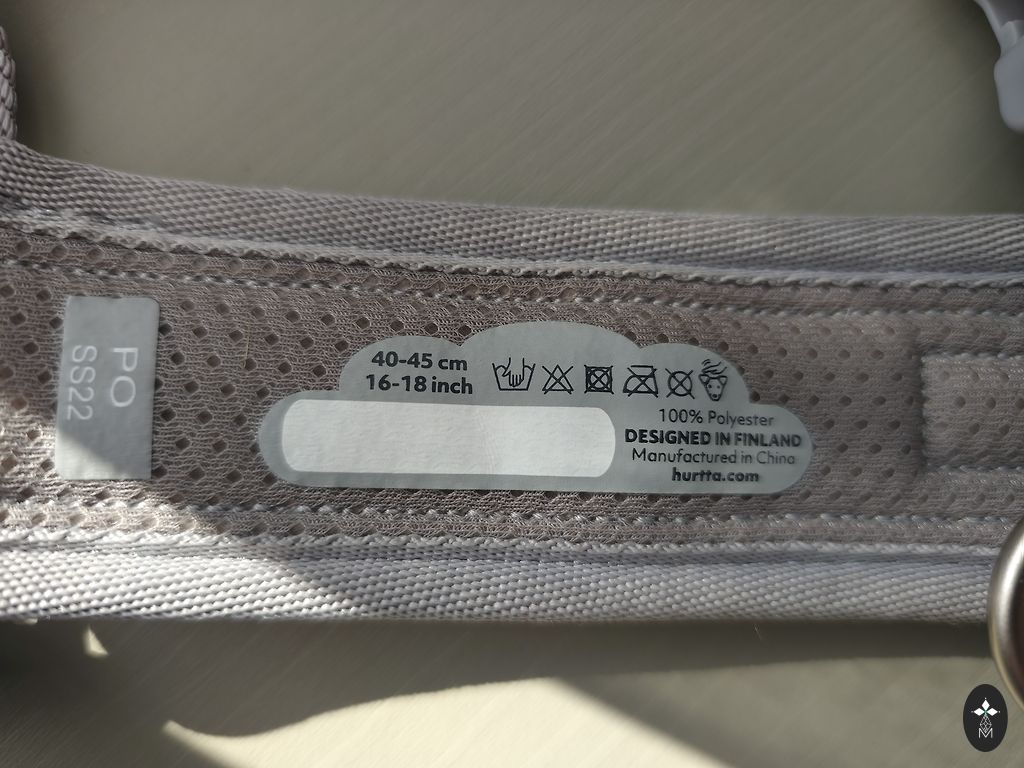 PO
SS22
40-45 cm
16-18 inch
100% Polyester
DESIGNED IN FINLAND
Manufactured in China
hurtta.com
M